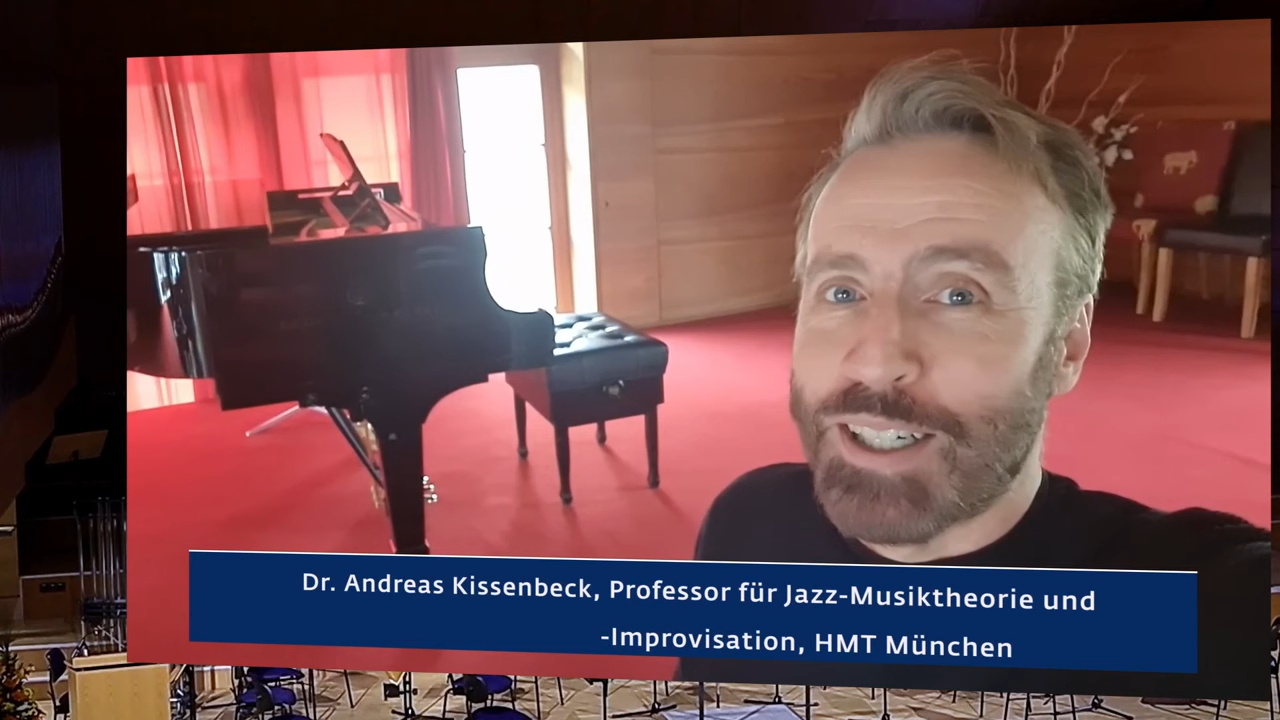 Dr. Andreas Kissenbeck, Professor für Jazz-Musiktheorie und
-Improvisation, HMT München